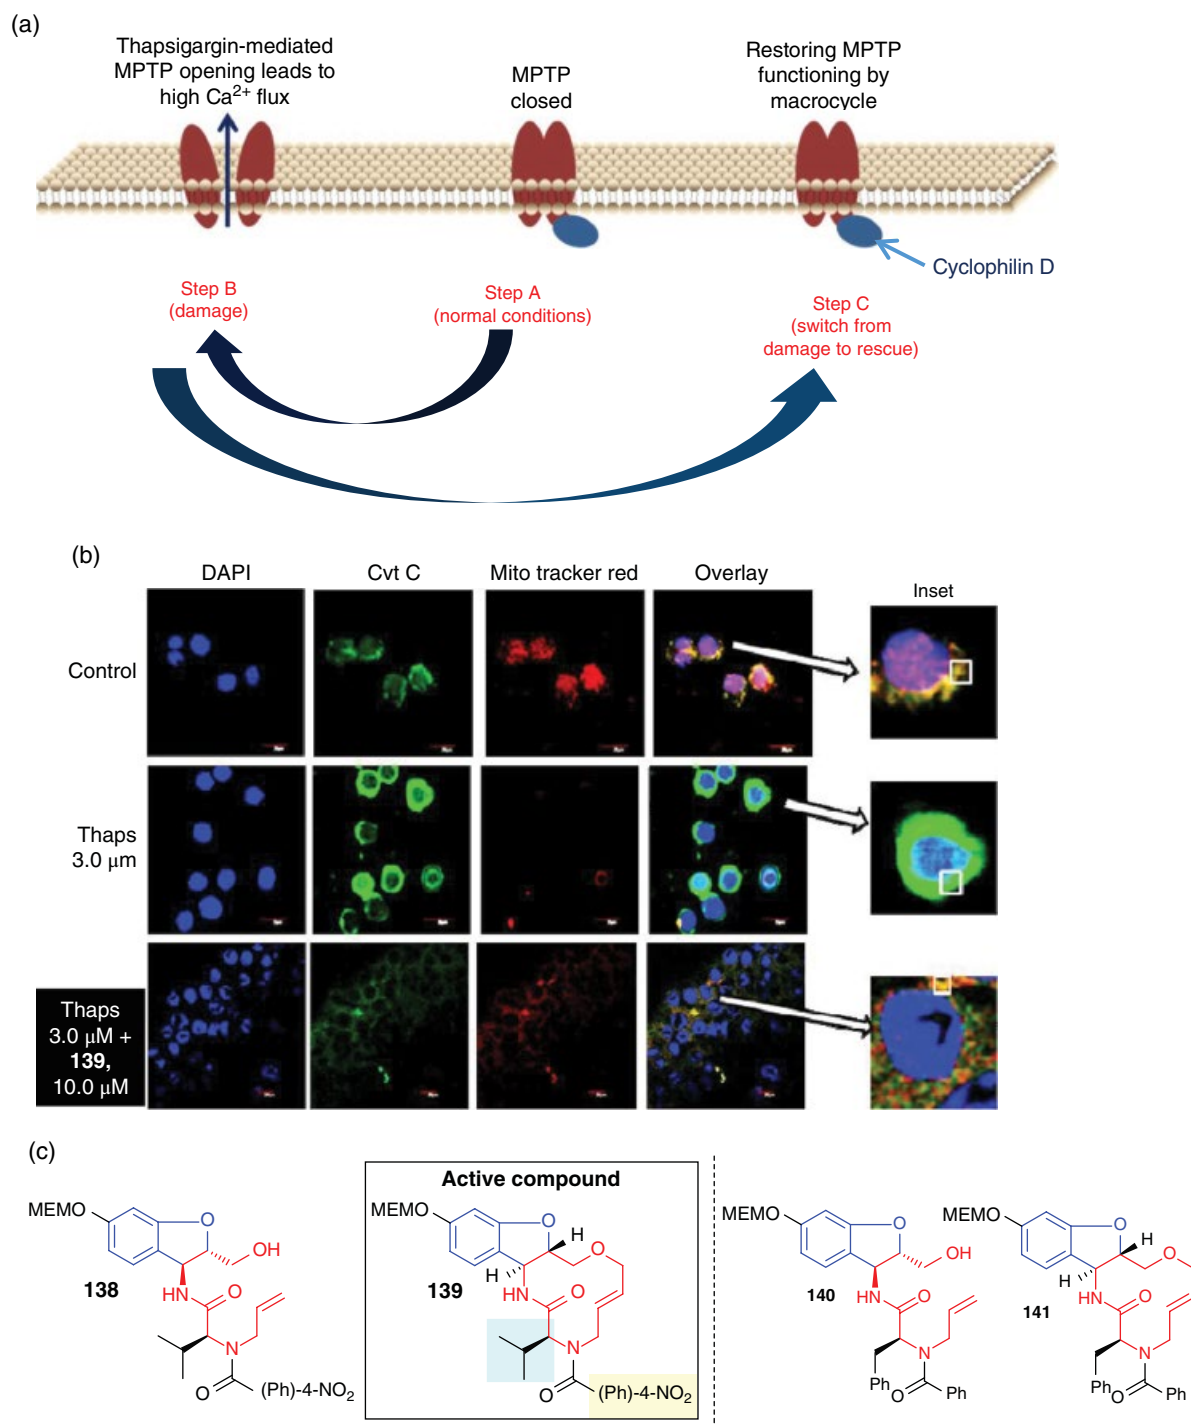 (a)
Thapsigargin-mediated
MPTP opening leads to
high Ca2+ flux
MPTP
closed
Restoring MPTP
functioning by
macrocycle
Cyclophilin D
Step B
(damage)
Step A
(normal conditions)
Step C
(switch from
damage to rescue)
(b)
DAPI
Cvt C
Mito tracker red
Overlay
Inset
Control
Thaps
3.0 μm
Thaps
3.0 μM +
139,
10.0 μM
(c)
MEMO
O
OH
138
HN
O
N
O
(Ph)-4-NO2
Active compound
MEMO
O
H
O
H
139
HN
O
N
O
(Ph)-4-NO2
MEMO
O
OH
140
HN
O
N
Ph
O
Ph
MEMO
O
O
H
141
HN
O
N
Ph
O
Ph